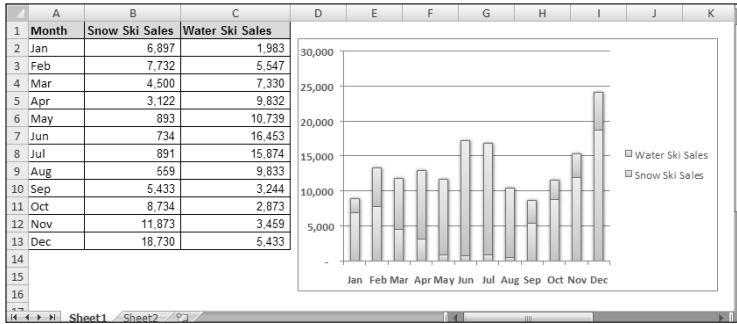 A B C D E F G H I J K
1 Month Snow Ski Sales Water Ski Sales
2 Jan 6,897 1,983
3 Feb 7,732 5,547
4 Mar 4,500 7,330
5 Apr 3,122 9,832
6 May 893 10,739
7 Jun 734 16,453
8 Jul 891 15,874
9 Aug 559 9,833
10 Sep 5,433 3,244
11 Oct 8,734 2,873
12 Nov 11,873 3,459
13 Dec 18,730 5,433
14
15
16
30,000
25,000
20,000
15,000
10,000
5,000
-
Jan Feb Mar Apr May Jun Jul Aug Sep Oct Nov Dec
Water Ski Sales
Snow Ski Sales
Sheet1 Sheet2